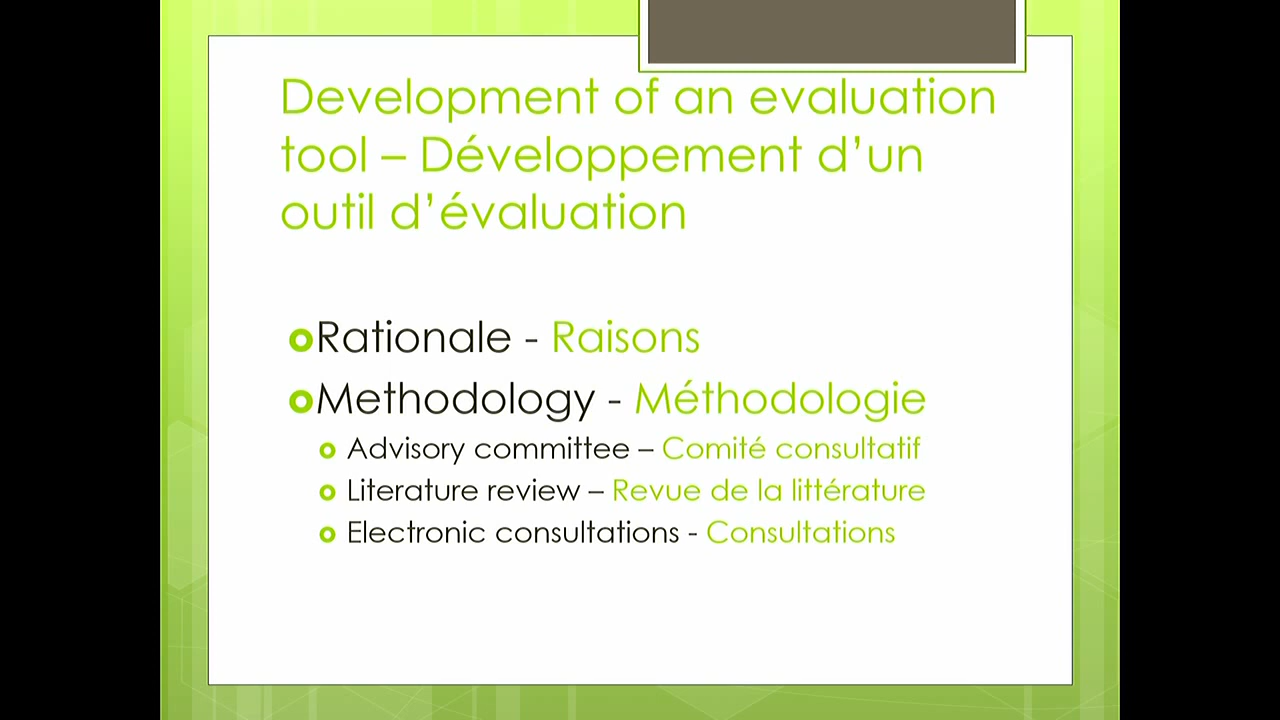 Development of an evaluation
tool – Développement d’un
outil d’évaluation
Rationale - Raisons
Methodology - Méthodologie
Advisory committee – Comité consultatif
Literature review – Revue de la littérature
Electronic consultations - Consultations